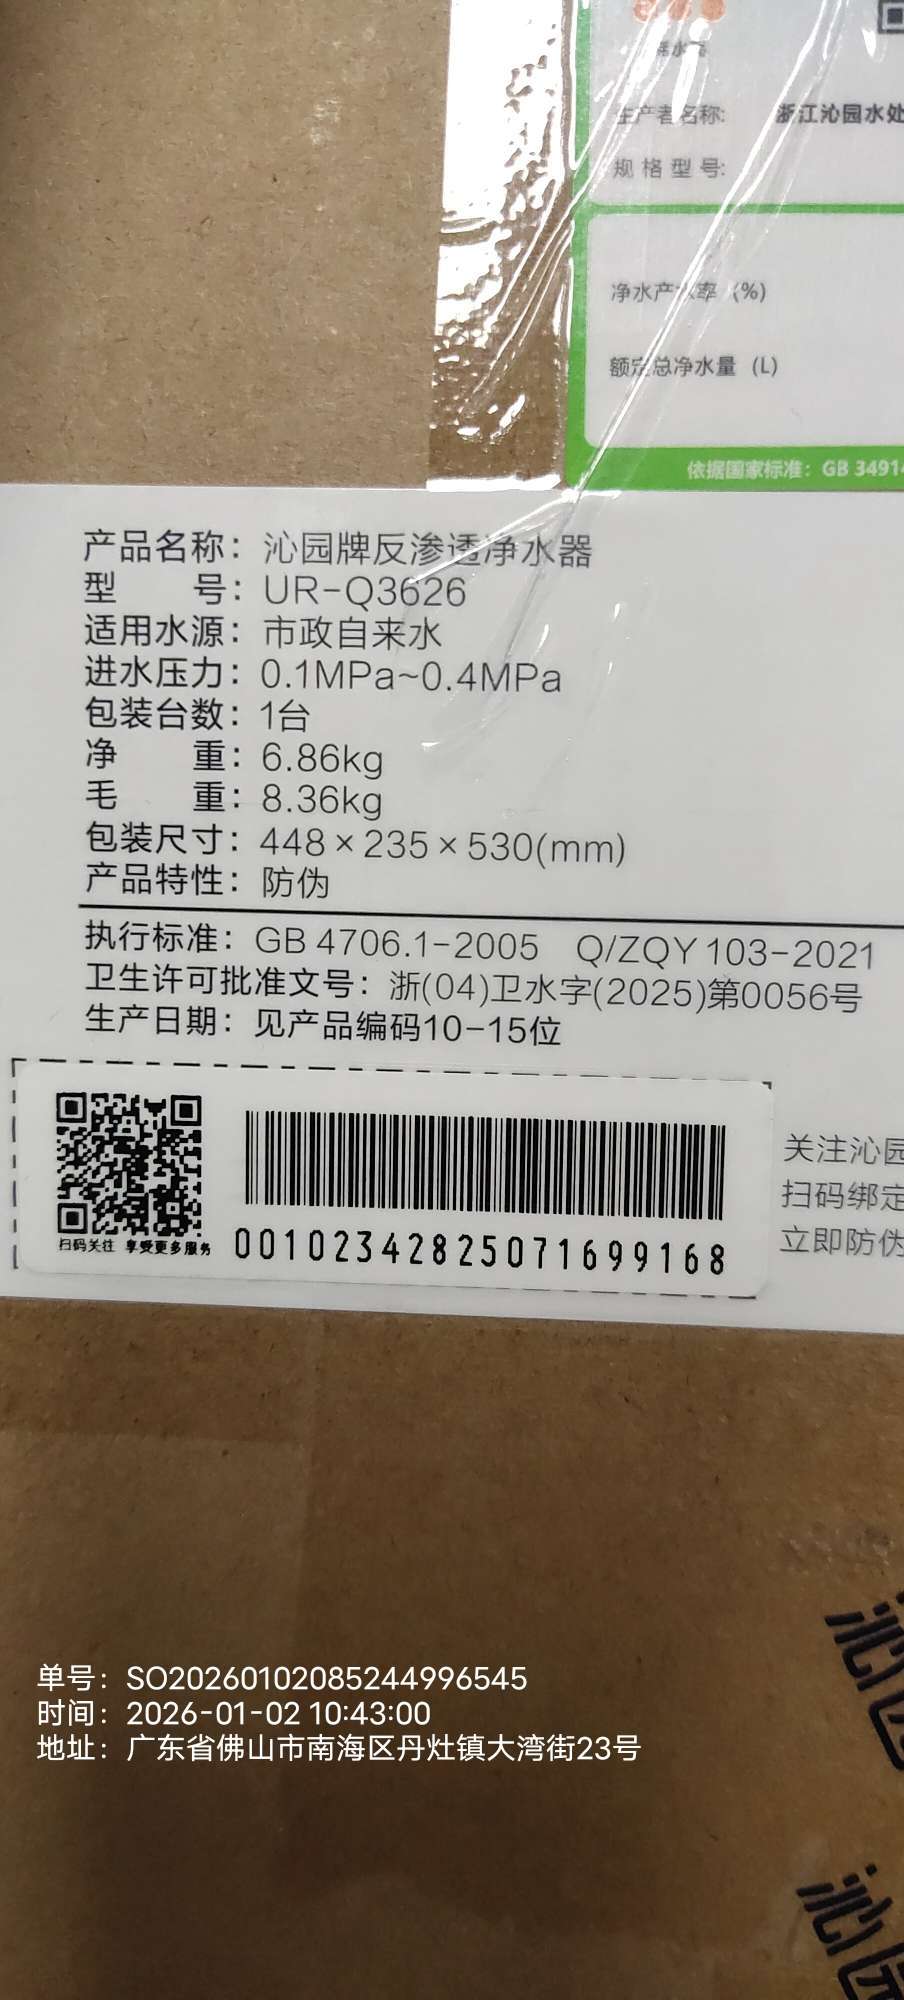 生产者名称: 浙江沁园水处
规格型号:
净水产水率 (%)
额定总净水量 (L)
依据国家标准: GB 34914
产品名称: 沁园牌反渗透净水器
型 号: UR-Q3626
适用水源: 市政自来水
进水压力: 0.1MPa~0.4MPa
包装台数: 1台
净 重: 6.86kg
毛 重: 8.36kg
包装尺寸: 448×235×530(mm)
产品特性: 防伪
执行标准: GB 4706.1-2005 Q/ZQY 103-2021
卫生许可批准文号: 浙(04)卫水字(2025)第0056号
生产日期: 见产品编码10-15位
关注沁园
扫码绑定
立即防伪
扫码关注 享受更多服务
00102342825071699168
沁园
沁园
单号: SO20260102085244996545
时间: 2026-01-02 10:43:00
地址: 广东省佛山市南海区丹灶镇大湾街23号